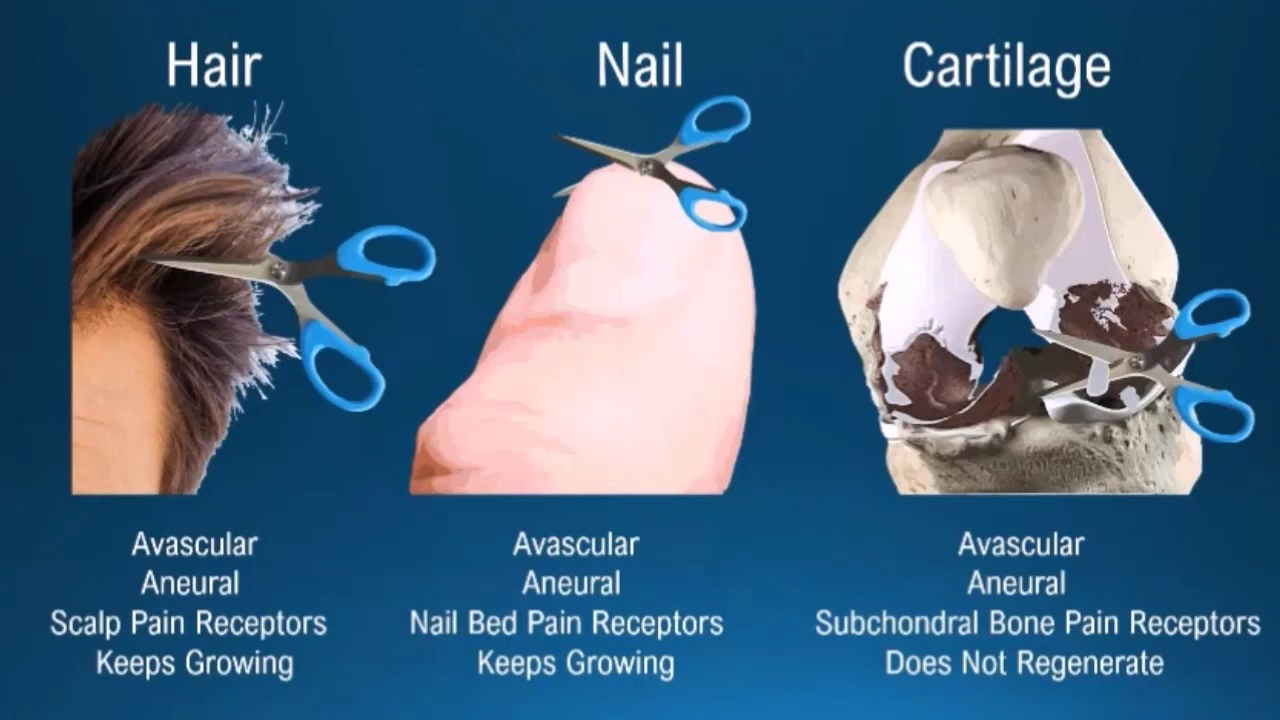 Hair
Avascular
Aneural
Scalp Pain Receptors
Keeps Growing
Nail
Avascular
Aneural
Nail Bed Pain Receptors
Keeps Growing
Cartilage
Avascular
Aneural
Subchondral Bone Pain Receptors
Does Not Regenerate